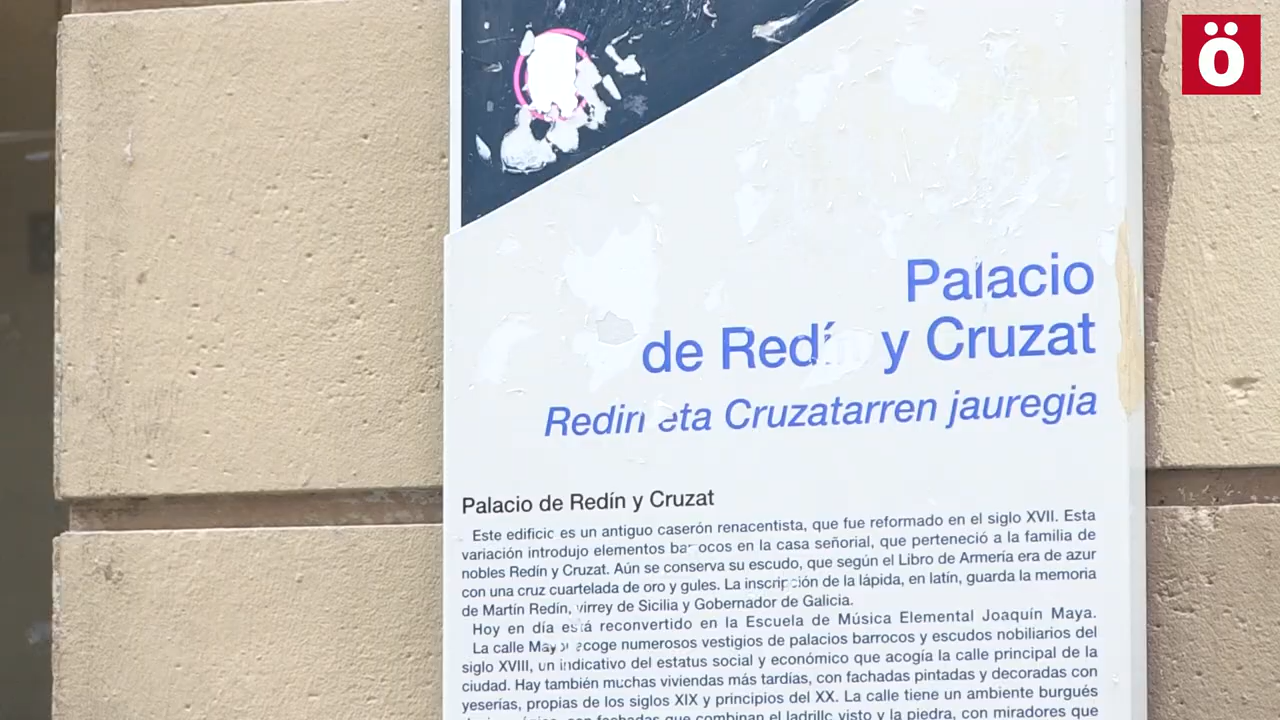 Ö
Palacio
de Redín y Cruzat
Redin eta Cruzatarren jauregia
Palacio de Redín y Cruzat
Este edificic es un antiguo caserón renacentista, que fue reformado en el siglo XVII. Esta
variación introdujo elementos barrocos en la casa señorial, que perteneció a la familia de
nobles Redín y Cruzat. Aún se conserva su escudo, que según el Libro de Armería era de azur
con una cruz cuartelada de oro y gules. La inscripción de la lápida, en latín, guarda la memoria
de Martín Redín, virrey de Sicilia y Gobernador de Galicia.
Hoy en día está reconvertido en la Escuela de Música Elemental Joaquín Maya.
La calle Mayor acoge numerosos vestigios de palacios barrocos y escudos nobiliarios del
siglo XVIII, un indicativo del estatus social y económico que acogía la calle principal de la
ciudad. Hay también muchas viviendas más tardías, con fachadas pintadas y decoradas con
yeserías, propias de los siglos XIX y principios del XX. La calle tiene un ambiente burgués
con fachadas que combinan el ladrillo visto y la piedra, con miradores que